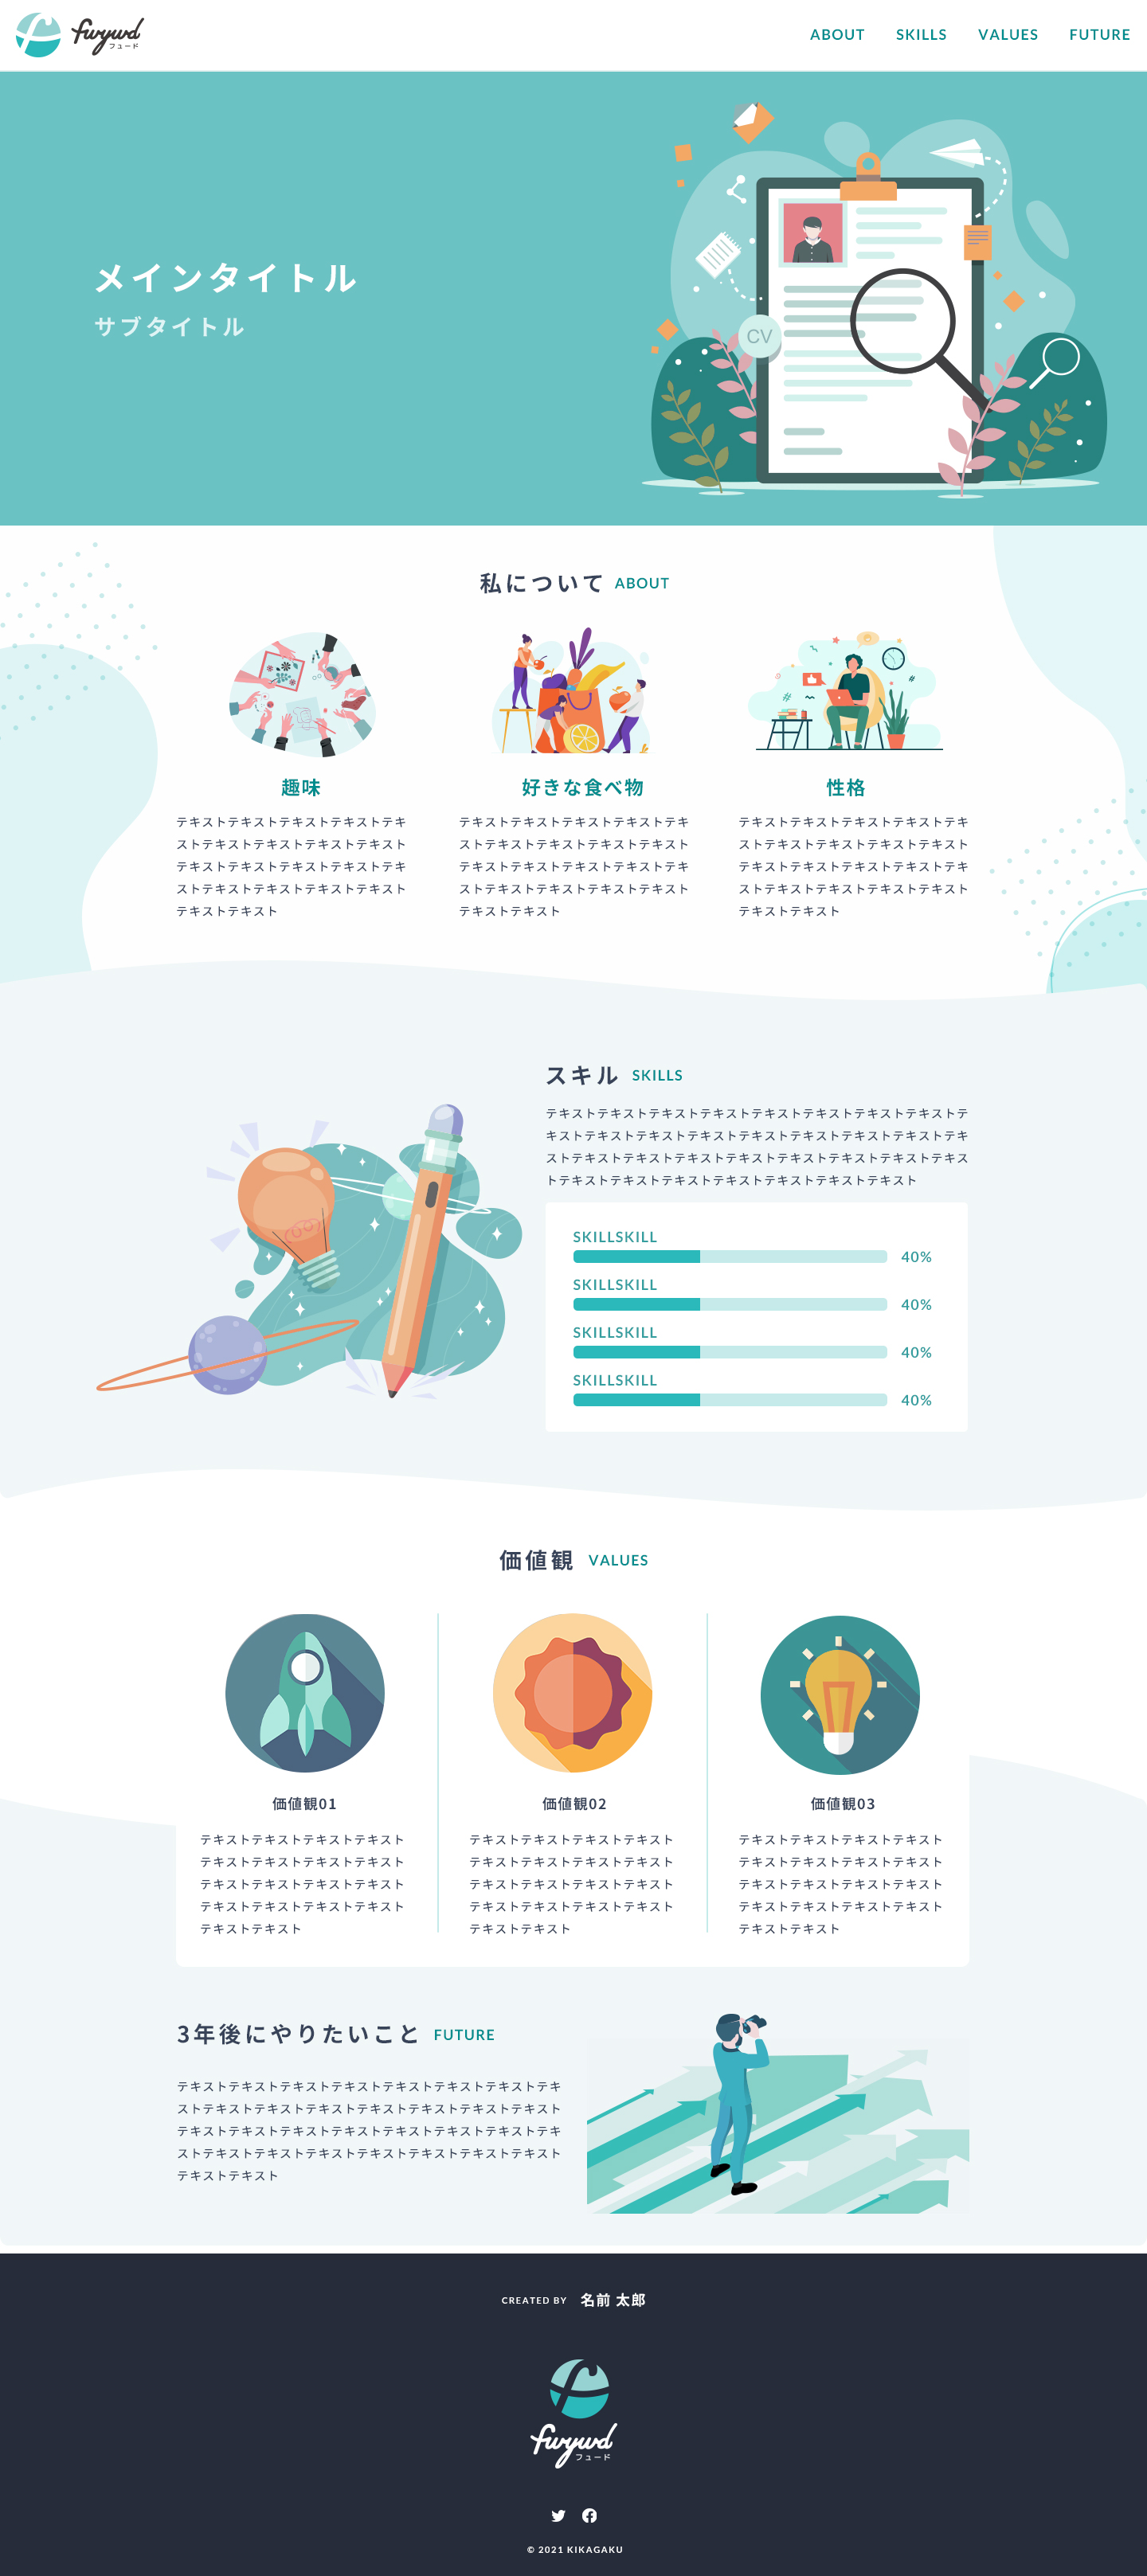 fwywd
フュード
ABOUT SKILLS VALUES FUTURE
メインタイトル
サブタイトル
CV
私について ABOUT
趣味
テキストテキストテキストテキストテキ
ストテキストテキストテキストテキスト
テキストテキストテキストテキストテキ
ストテキストテキストテキストテキスト
テキストテキスト
好きな食べ物
テキストテキストテキストテキストテキ
ストテキストテキストテキストテキスト
テキストテキストテキストテキストテキ
ストテキストテキストテキストテキスト
テキストテキスト
性格
テキストテキストテキストテキストテキ
ストテキストテキストテキストテキスト
テキストテキストテキストテキストテキ
ストテキストテキストテキストテキスト
テキストテキスト
スキル SKILLS
テキストテキストテキストテキストテキストテキストテキストテキストテ
キストテキストテキストテキストテキストテキストテキストテキストテキ
ストテキストテキストテキストテキストテキストテキストテキストテキス
トテキストテキストテキストテキストテキストテキストテキスト
SKILLSKILL
40%
SKILLSKILL
40%
SKILLSKILL
40%
SKILLSKILL
40%
価値観 VALUES
価値観01
テキストテキストテキストテキスト
テキストテキストテキストテキスト
テキストテキストテキストテキスト
テキストテキストテキストテキスト
テキストテキスト
価値観02
テキストテキストテキストテキスト
テキストテキストテキストテキスト
テキストテキストテキストテキスト
テキストテキストテキストテキスト
テキストテキスト
価値観03
テキストテキストテキストテキスト
テキストテキストテキストテキスト
テキストテキストテキストテキスト
テキストテキストテキストテキスト
テキストテキスト
3年後にやりたいこと FUTURE
テキストテキストテキストテキストテキストテキストテキストテキ
ストテキストテキストテキストテキストテキストテキストテキスト
テキストテキストテキストテキストテキストテキストテキストテキ
ストテキストテキストテキストテキストテキストテキストテキスト
テキストテキスト
CREATED BY 名前 太郎
fwywd
フュード
© 2021 KIKAGAKU